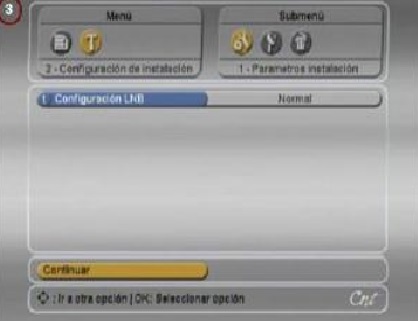 3
Menú
Submenú
2 - Configuración de instalación
1 - Parametros instalación
1 Configuración LNB
Normal
Continuar
: Ir a otra opción | OK: Seleccionar opción